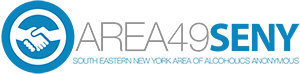 AREA49SENY
SOUTH EASTERN NEW YORK AREA OF ALCOHOLICS ANONYMOUS